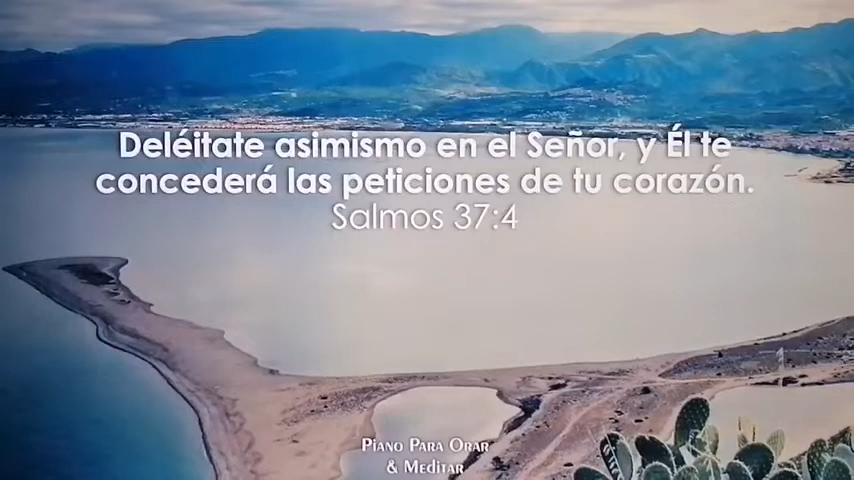 Deléitate asimismo en el Señor, y Él te
concederá las peticiones de tu corazón.
Salmos 37:4
Piano Para Orar
& Meditar